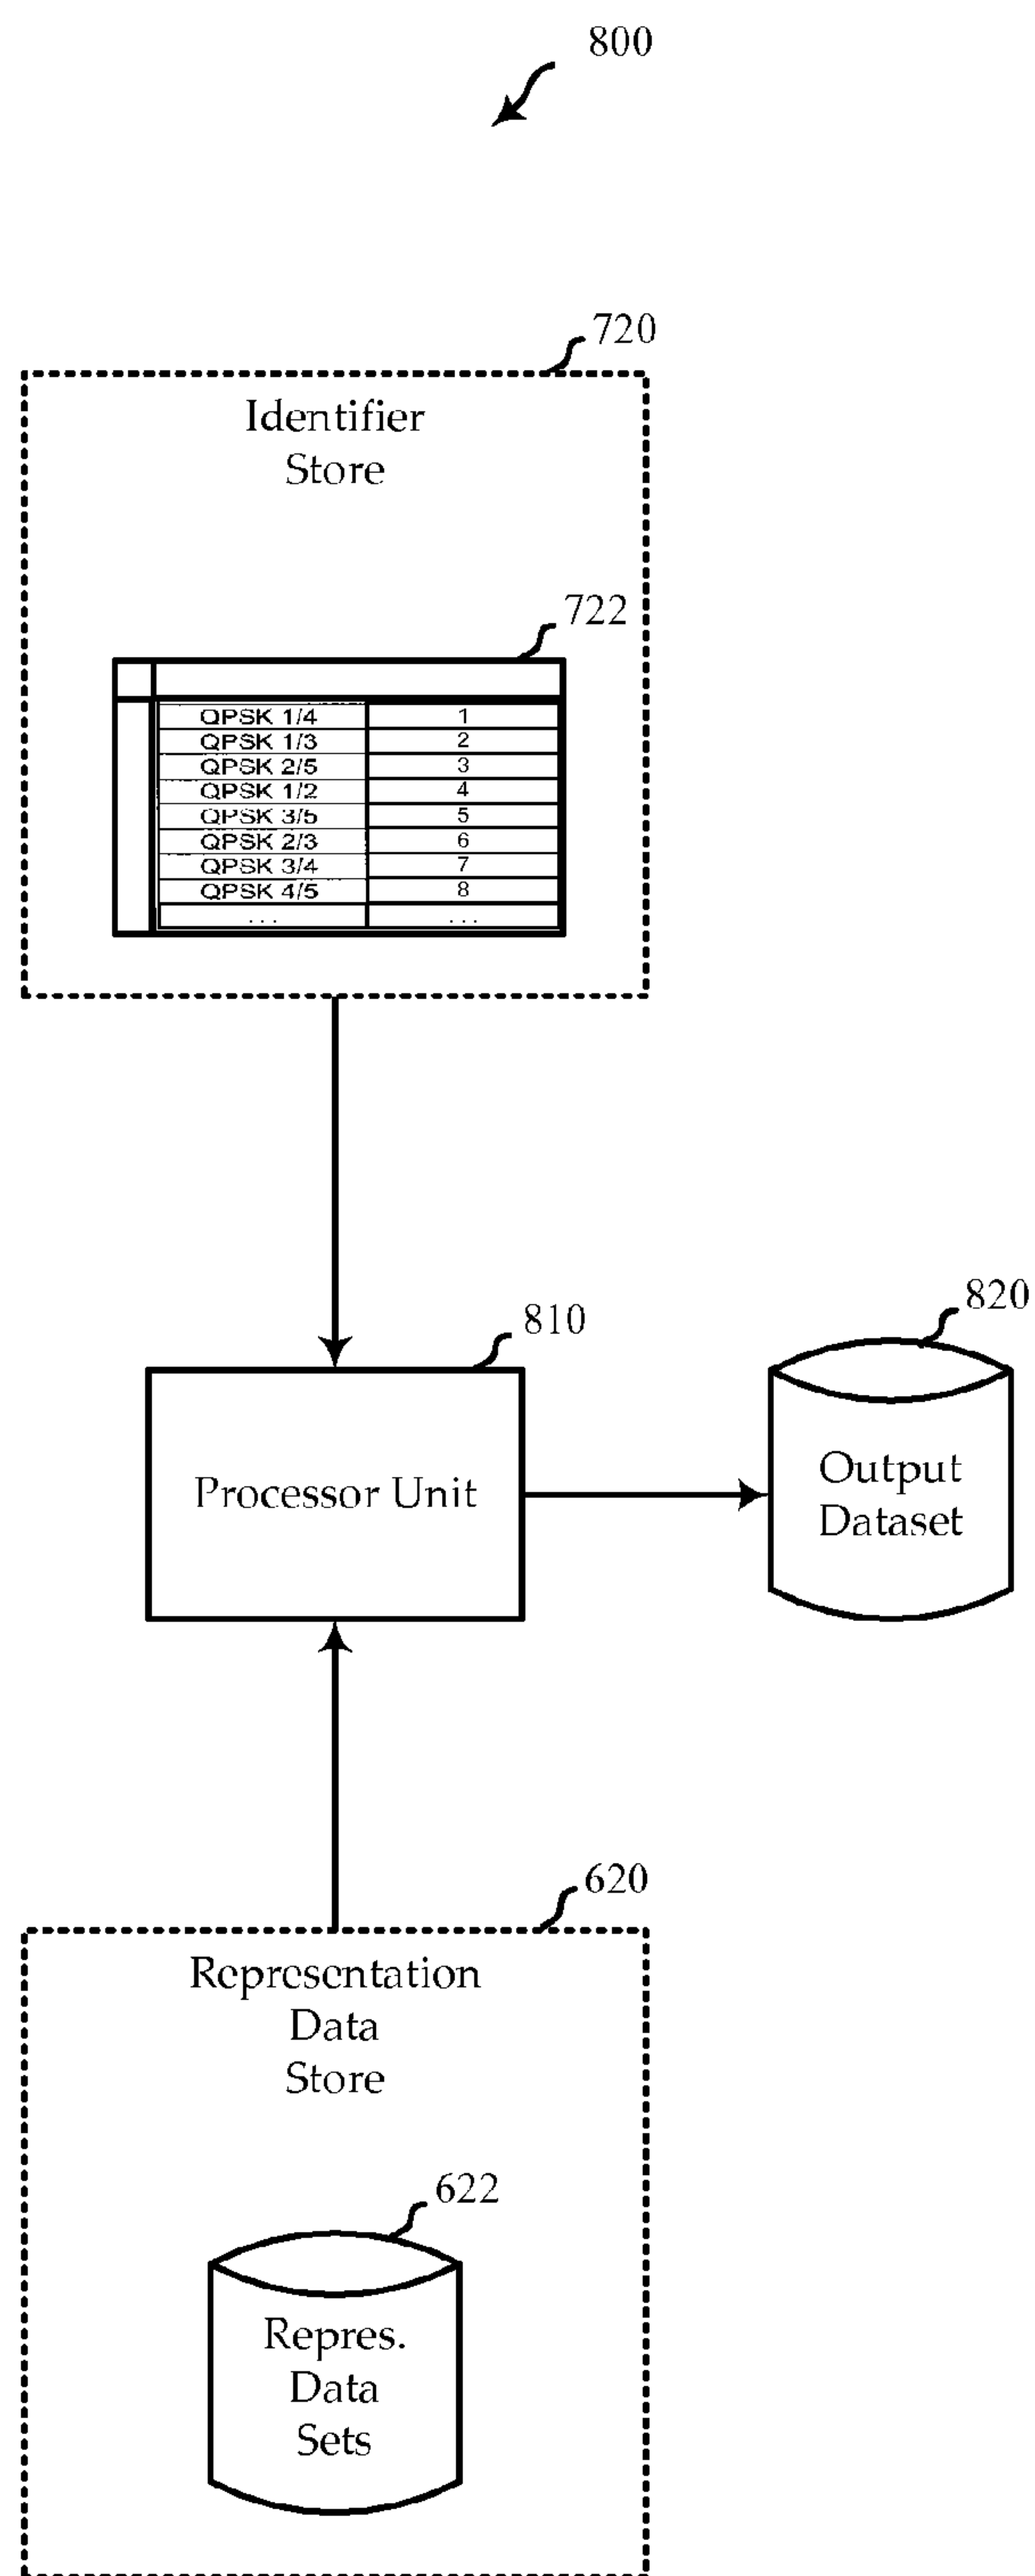 800
720
Identifier
Store
722
QPSK 1/4 1
QPSK 1/3 2
QPSK 2/5 3
QPSK 1/2 4
QPSK 3/5 5
QPSK 2/3 6
QPSK 3/4 7
QPSK 4/5 8
... ...
810
Processor Unit
820
Output
Dataset
620
Representation
Data
Store
622
Repres.
Data
Sets